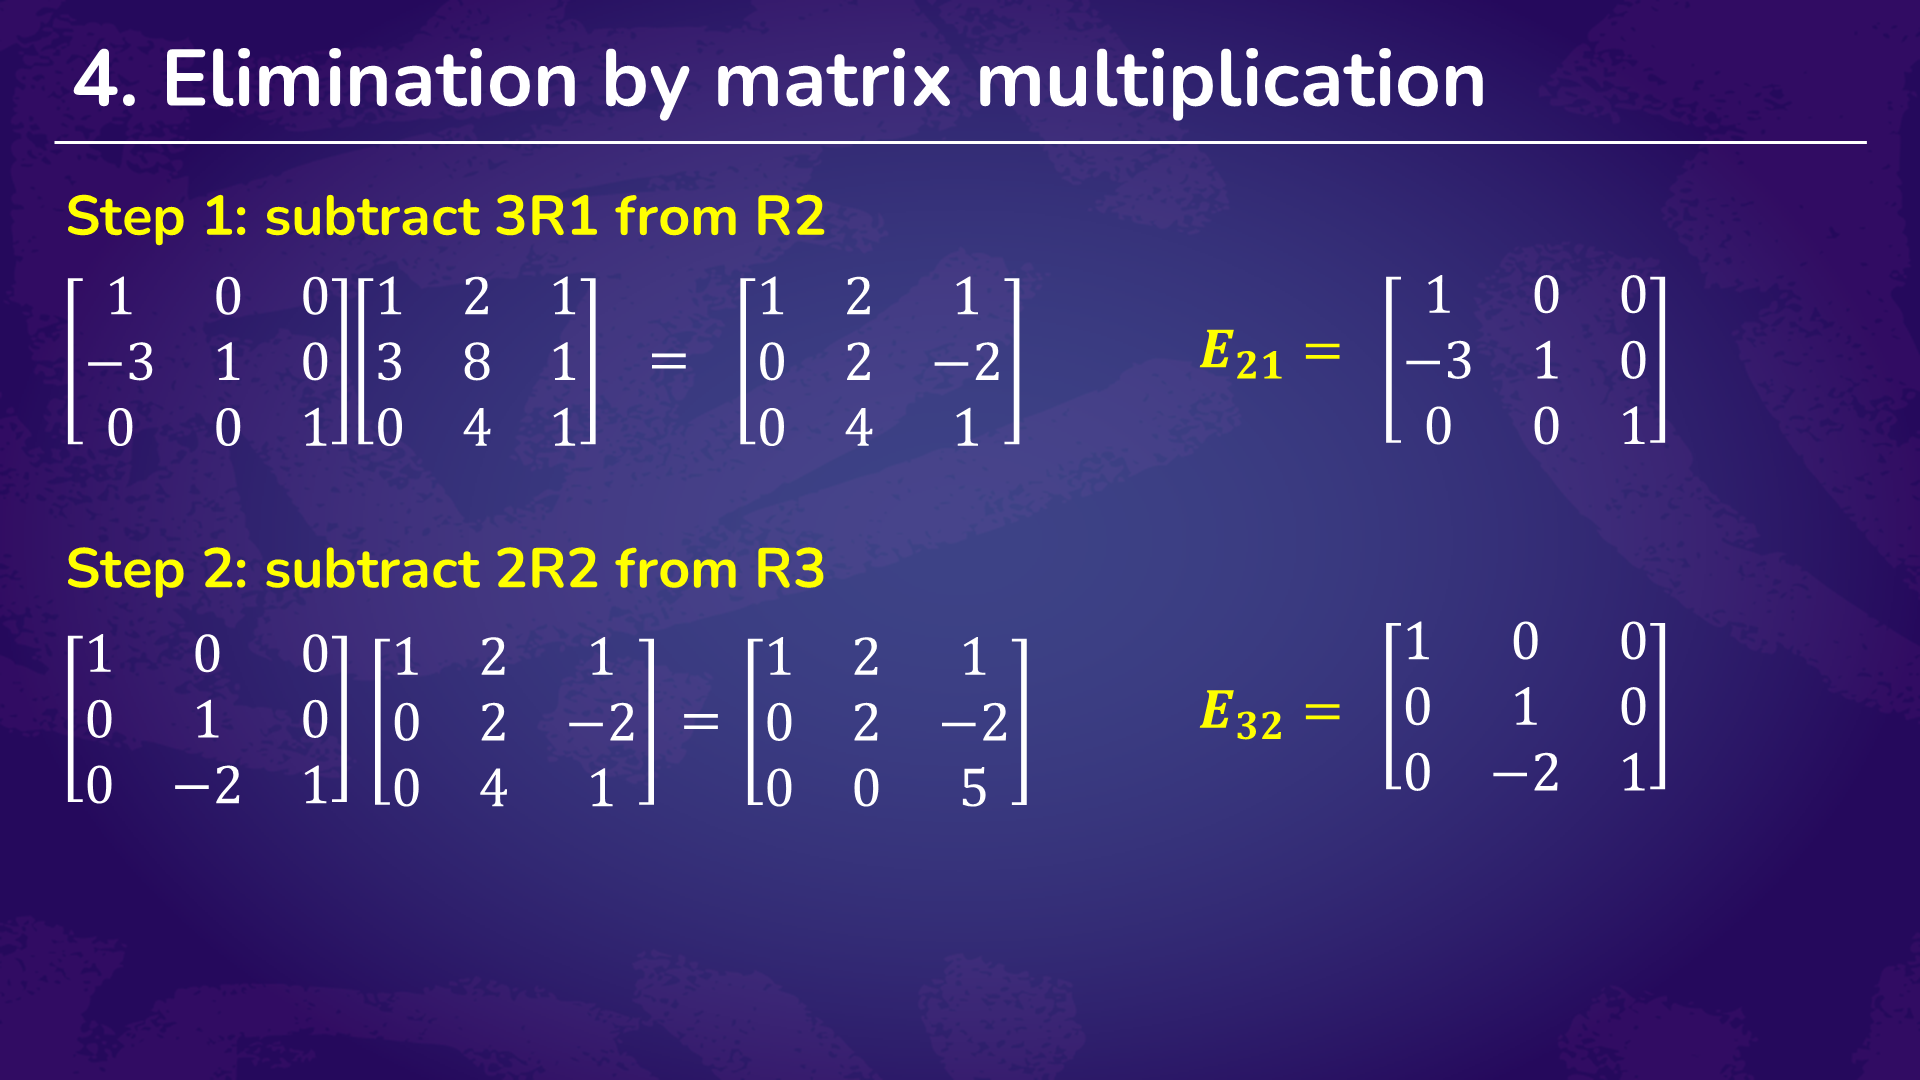 4. Elimination by matrix multiplication
Step 1: subtract 3R1 from R2
1 0 0 1 2 1 1 2 1 1 0 0
−3 1 0 3 8 1 = 0 2 −2 E21 = −3 1 0
0 0 1 0 4 1 0 4 1 0 0 1
Step 2: subtract 2R2 from R3
1 0 0 1 2 1 1 2 1 1 0 0
0 1 0 0 2 −2 = 0 2 −2 E32 = 0 1 0
0 −2 1 0 4 1 0 0 5 0 −2 1